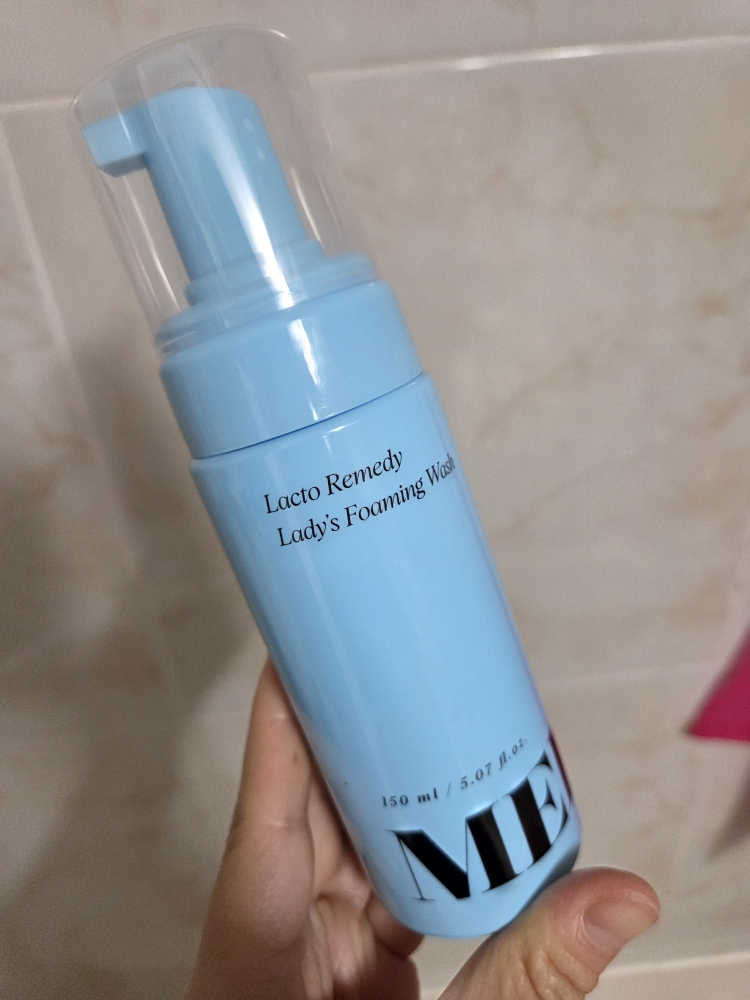 Lacto Remedy
Lady's Foaming Wash
150 ml / 5.07 fl.oz.
ME